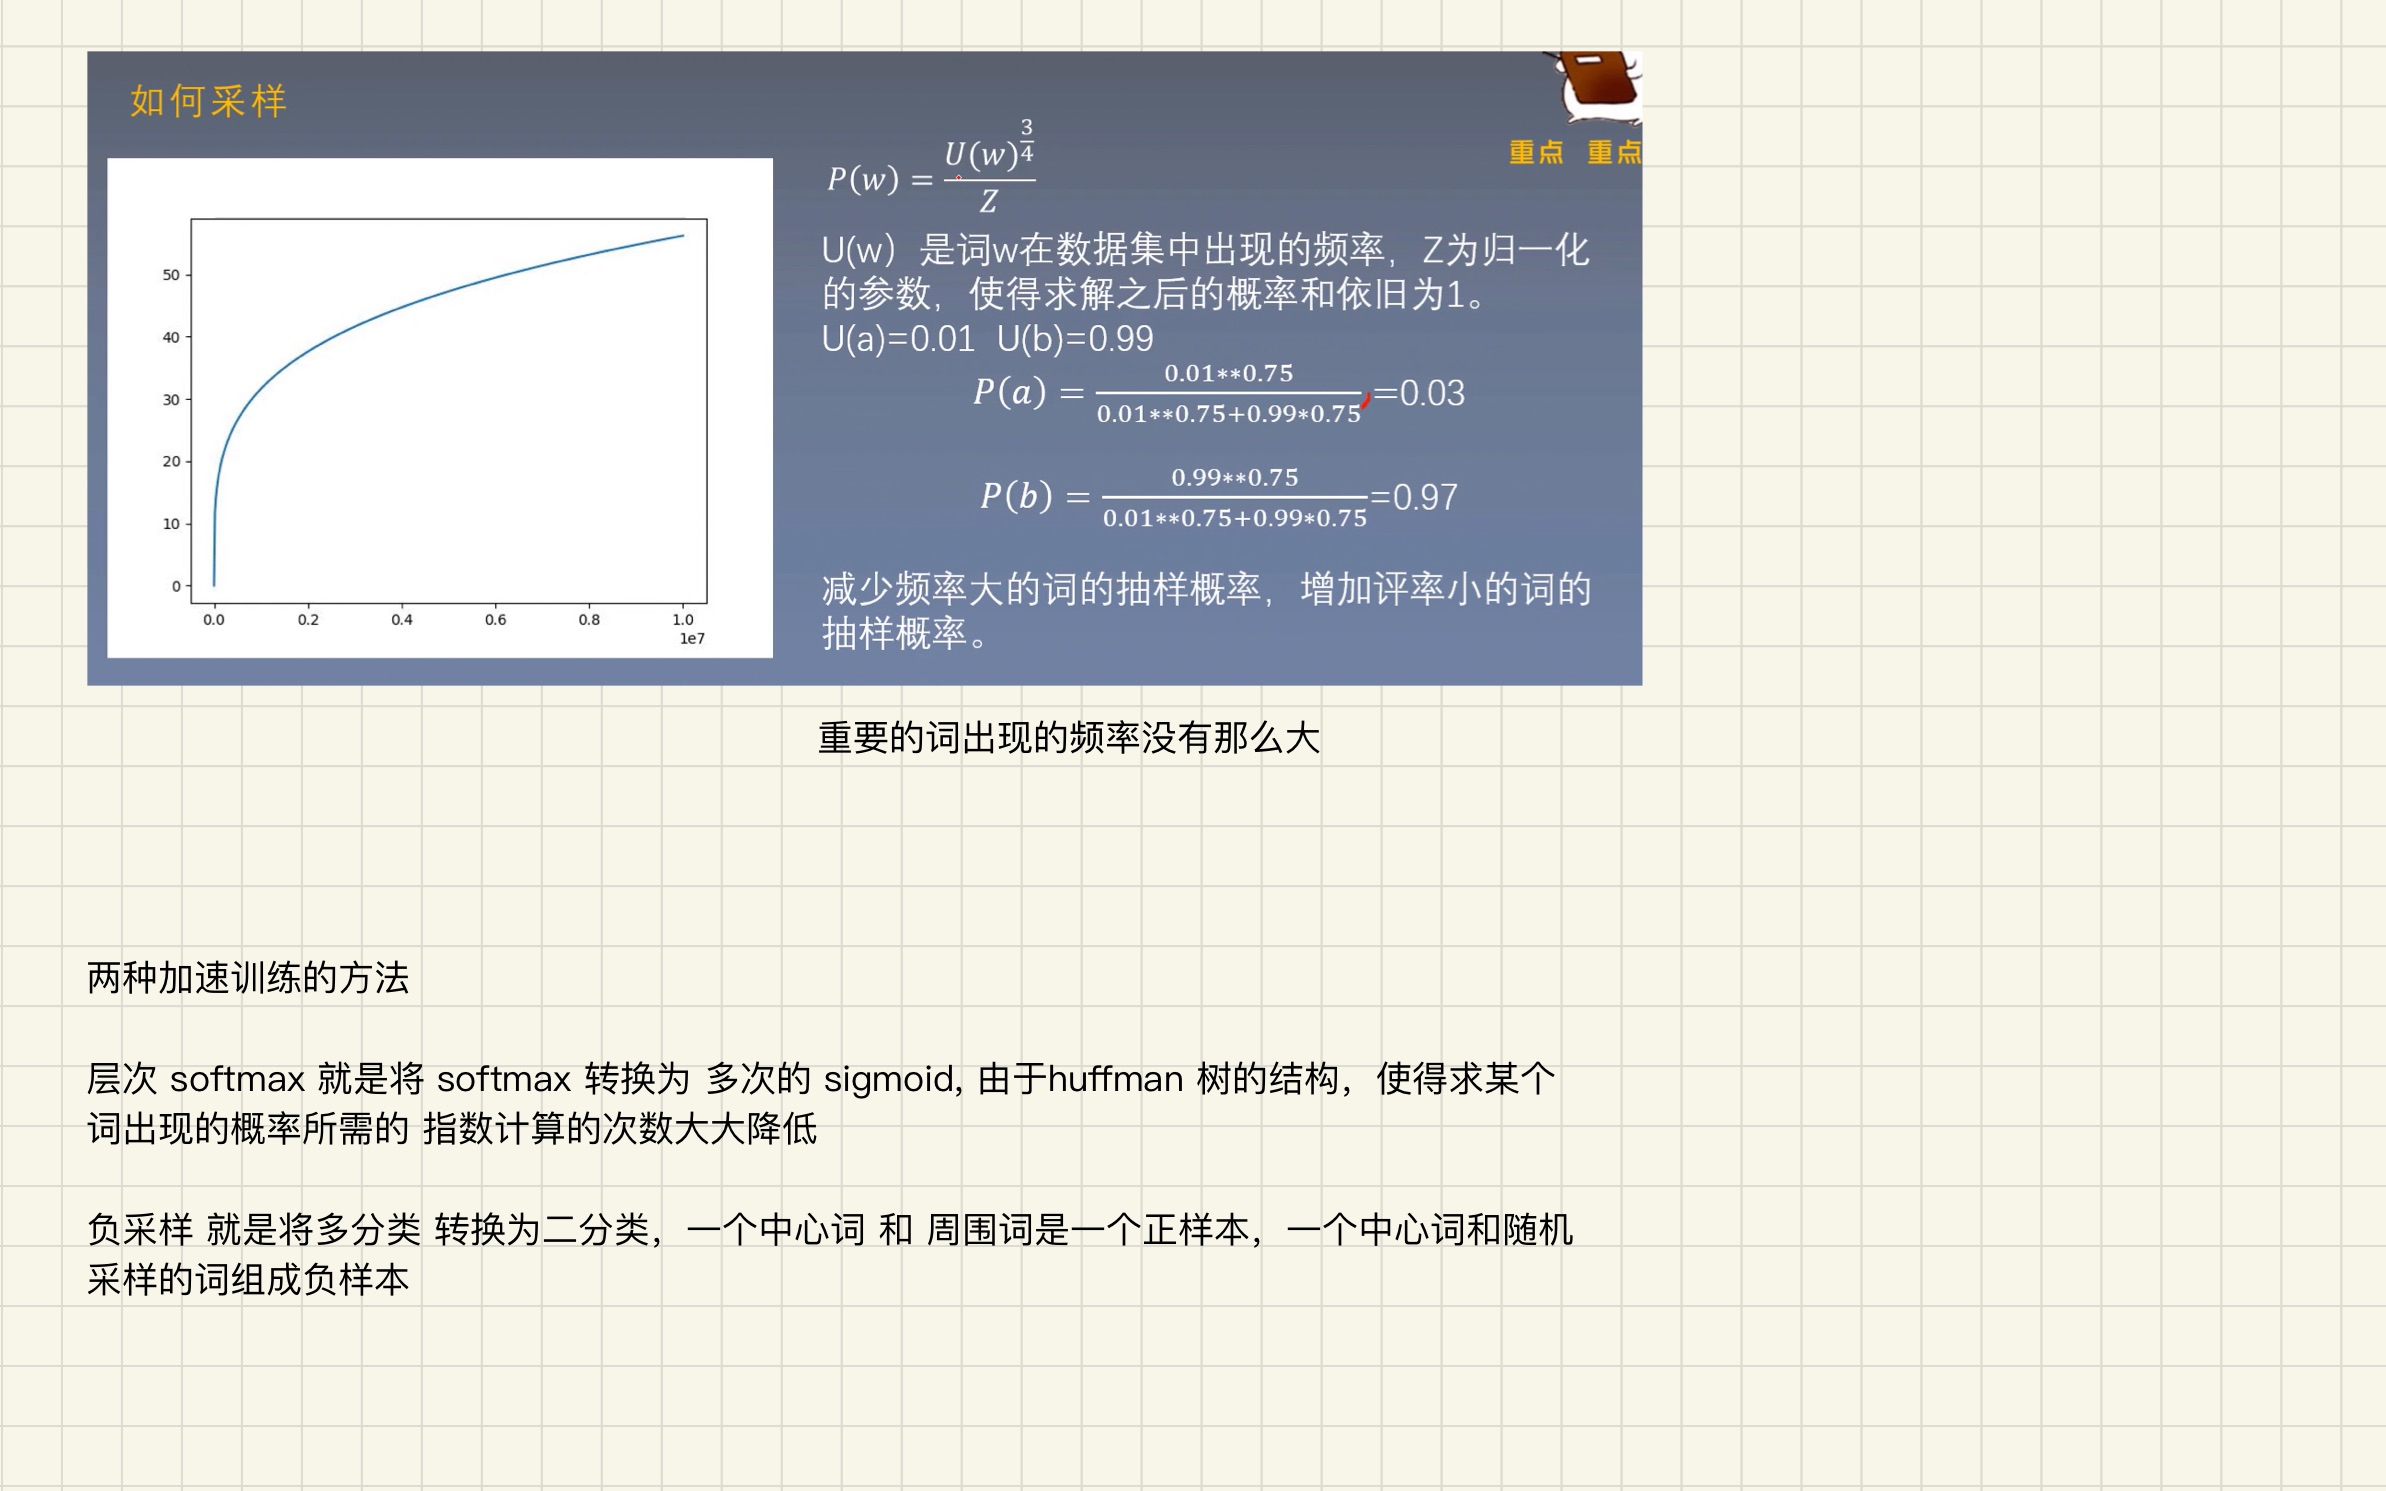 如何采样
重点 重点
P(w) = U(w)^{3/4} / Z
U(w) 是词w在数据集中出现的频率，Z为归一化
的参数，使得求解之后的概率和依旧为1。
U(a)=0.01 U(b)=0.99
P(a) = 0.01**0.75 / 0.01**0.75+0.99*0.75 =0.03
P(b) = 0.99**0.75 / 0.01**0.75+0.99*0.75 =0.97
减少频率大的词的抽样概率，增加评率小的词的
抽样概率。
50
40
30
20
10
0
0.0 0.2 0.4 0.6 0.8 1.0
1e7
重要的词出现的频率没有那么大
两种加速训练的方法
层次 softmax 就是将 softmax 转换为 多次的 sigmoid, 由于huffman 树的结构，使得求某个
词出现的概率所需的 指数计算的次数大大降低
负采样 就是将多分类 转换为二分类，一个中心词 和 周围词是一个正样本，一个中心词和随机
采样的词组成负样本